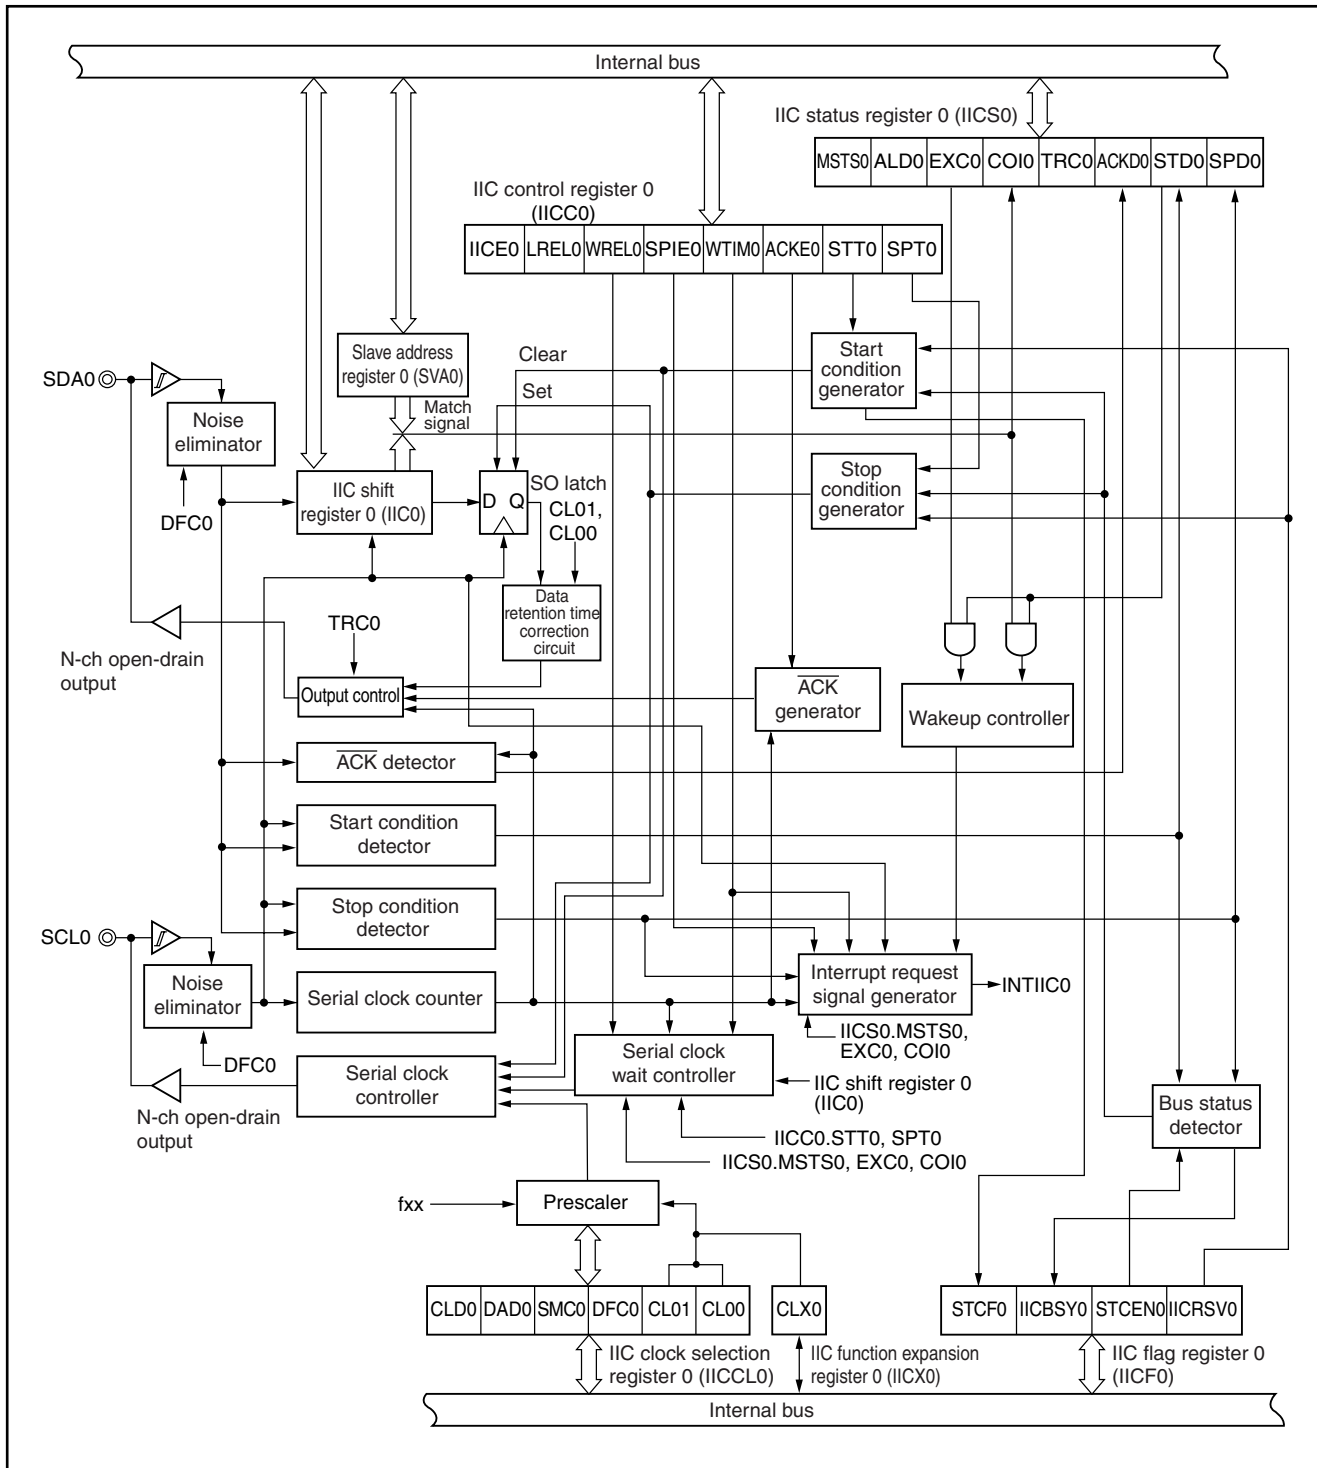 Internal bus
IIC status register 0 (IICS0)
MSTS0 ALD0 EXC0 COI0 TRC0 ACKD0 STD0 SPD0
IIC control register 0
(IICC0)
IICE0 LREL0 WREL0 SPIE0 WTIM0 ACKE0 STT0 SPT0
Slave address
register 0 (SVA0)
Clear
Start
condition
generator
SDA0
Set
Match
signal
Noise
eliminator
Stop
condition
generator
IIC shift
register 0 (IIC0)
D Q
SO latch
CL01,
CL00
DFC0
Data
retention time
correction
circuit
TRC0
N-ch open-drain
output
Output control
ACK
generator
Wakeup controller
ACK detector
Start condition
detector
Stop condition
detector
SCL0
Noise
eliminator
Serial clock counter
Interrupt request
signal generator
INTIIC0
IICS0.MSTS0,
EXC0, COI0
DFC0
Serial clock
controller
Serial clock
wait controller
IIC shift register 0
(IIC0)
N-ch open-drain
output
Bus status
detector
IICC0.STT0, SPT0
IICS0.MSTS0, EXC0, COI0
fxx
Prescaler
CLD0 DAD0 SMC0 DFC0 CL01 CL00
CLX0
STCF0 IICBSY0 STCEN0 IICRSV0
IIC clock selection
register 0 (IICCL0)
IIC function expansion
register 0 (IICX0)
IIC flag register 0
(IICF0)
Internal bus